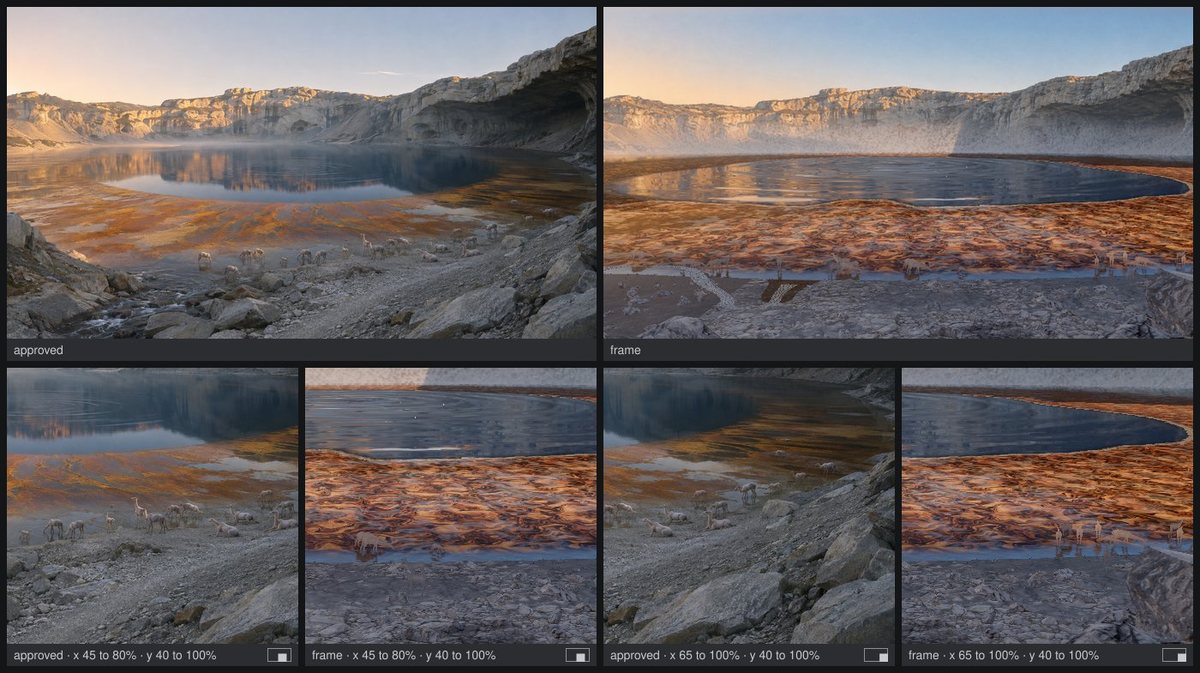 approved
frame
approved · x 45 to 80% · y 40 to 100%
frame · x 45 to 80% · y 40 to 100%
approved · x 65 to 100% · y 40 to 100%
frame · x 65 to 100% · y 40 to 100%